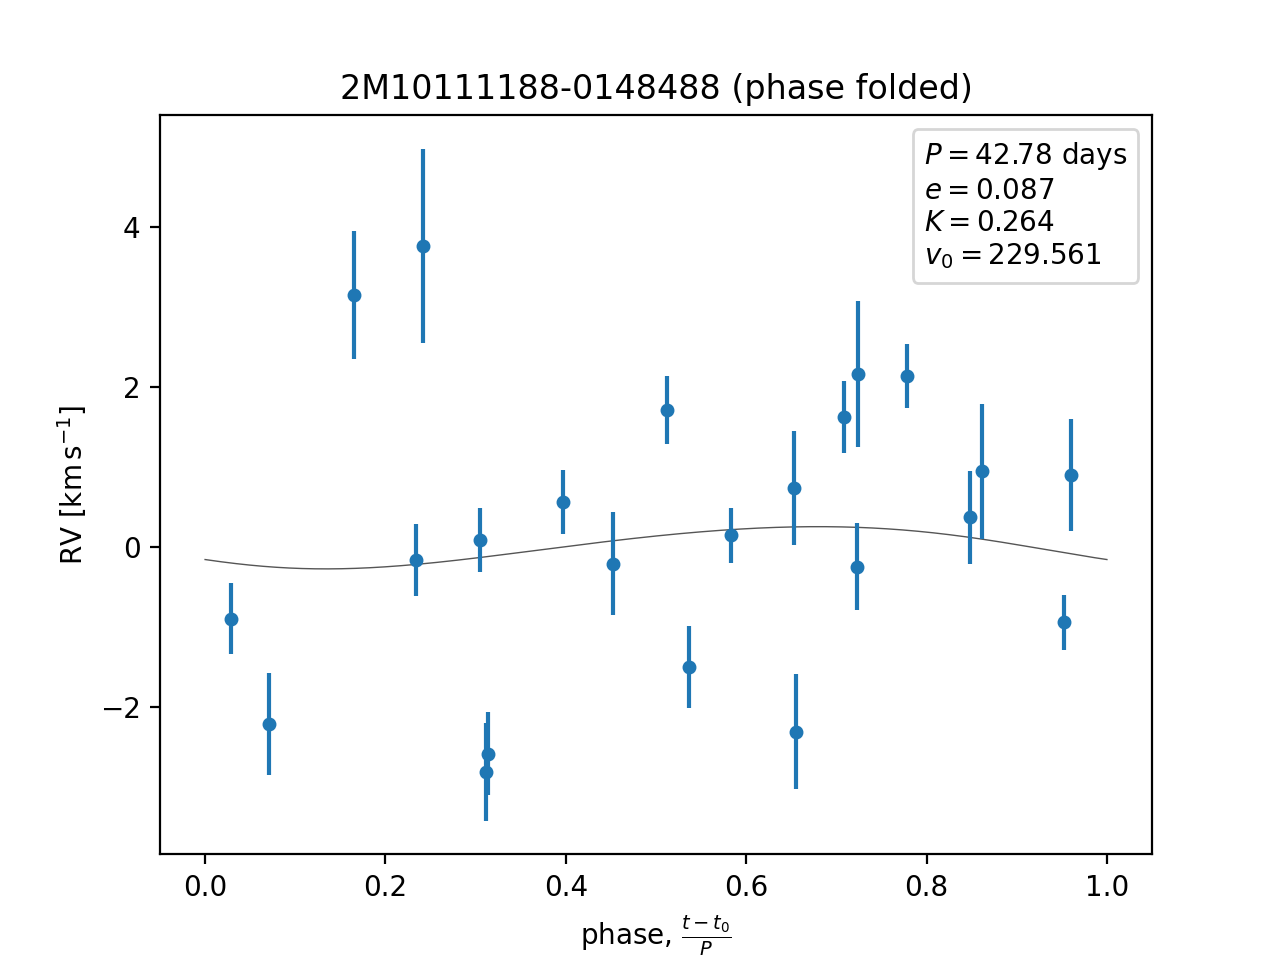 2M10111188-0148488 (phase folded)
P = 42.78 days
e = 0.087
K = 0.264
v₀ = 229.561
RV [km s⁻¹]
4
2
0
−2
0.0 0.2 0.4 0.6 0.8 1.0
phase, (t − t₀)/P